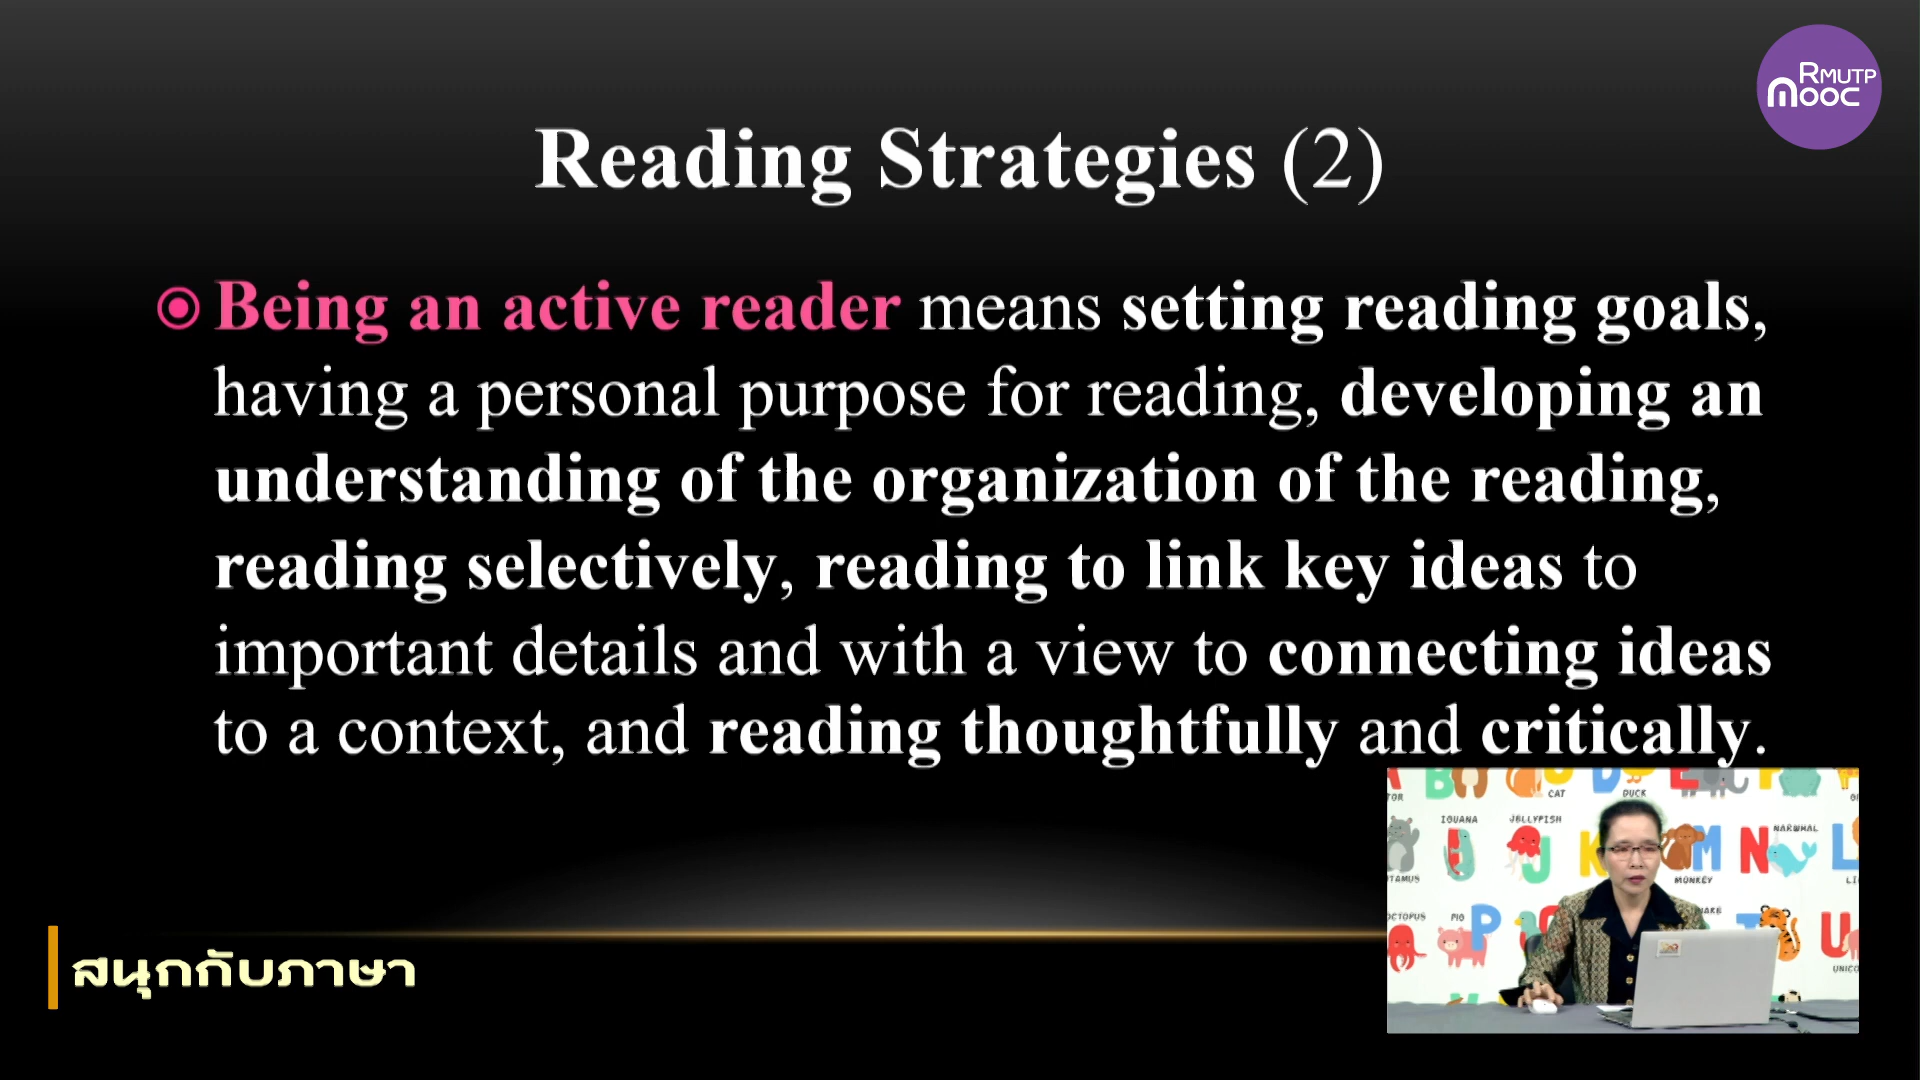 RMUTP
MOOC
Reading Strategies (2)
Being an active reader means setting reading goals,
having a personal purpose for reading, developing an
understanding of the organization of the reading,
reading selectively, reading to link key ideas to
important details and with a view to connecting ideas
to a context, and reading thoughtfully and critically.
B
CAT
DUCK
IGUANA
JELLYFISH
NARWHAL
J
K
M
N
L
TAMUS
MONKEY
OCTOPUS
PIG
P
U
UNICO
สนุกกับภาษา